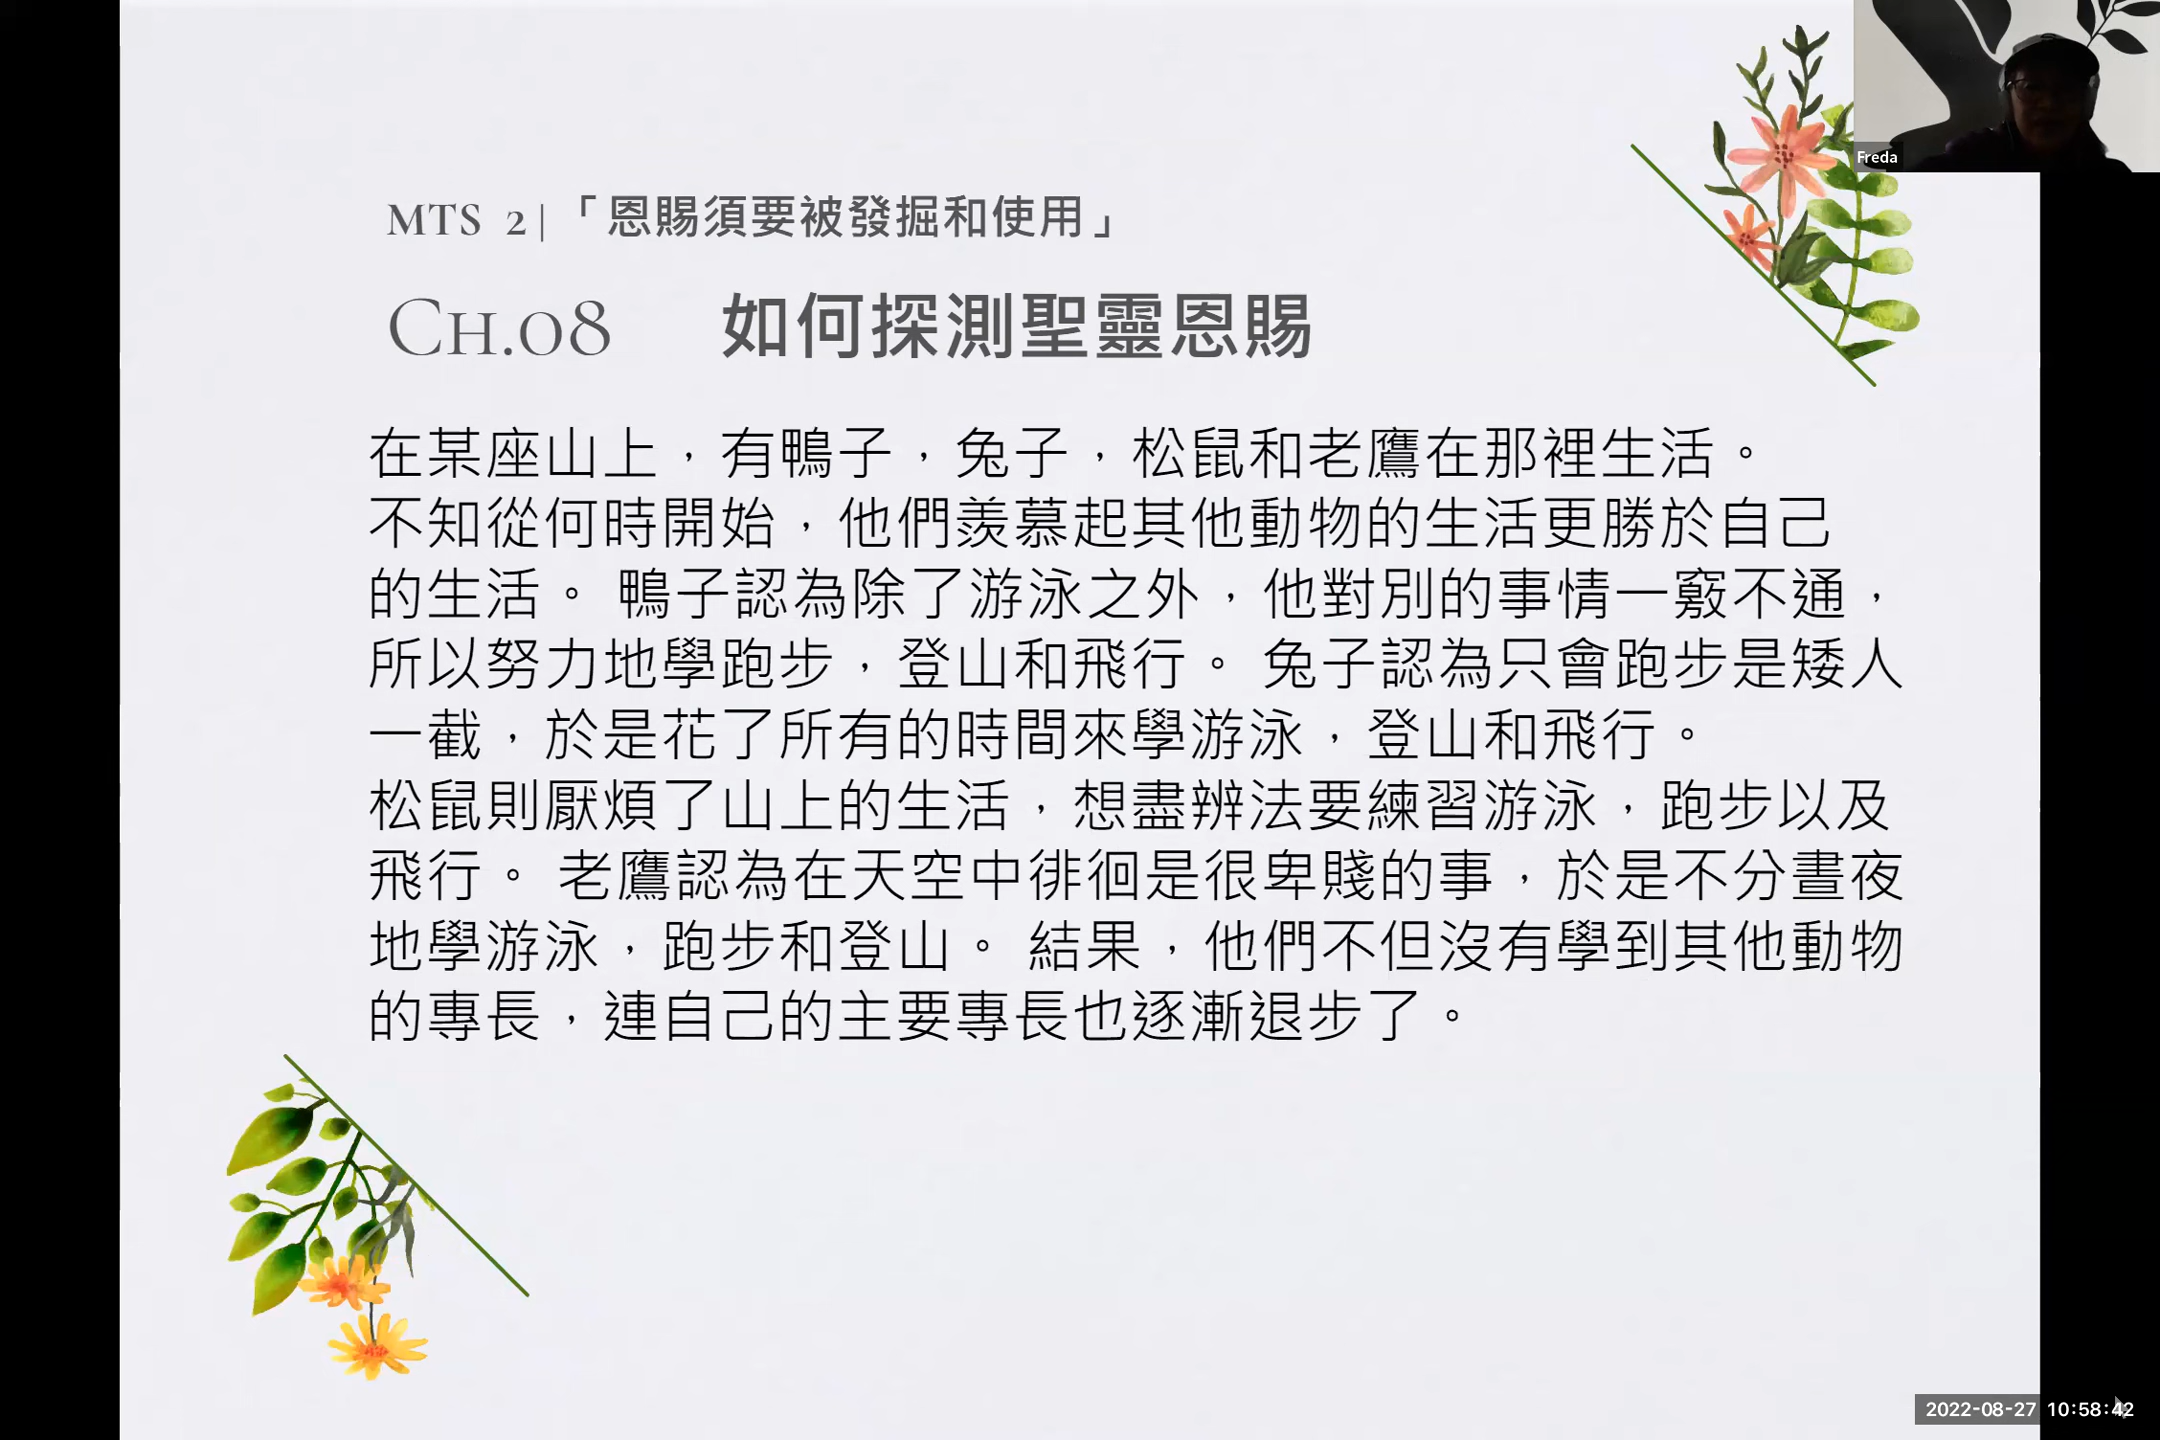 Freda
MTS 2|「恩賜須要被發掘和使用」
CH.08 如何探測聖靈恩賜
在某座山上，有鴨子，兔子，松鼠和老鷹在那裡生活。
不知從何時開始，他們羨慕起其他動物的生活更勝於自己
的生活。 鴨子認為除了游泳之外，他對別的事情一竅不通，
所以努力地學跑步，登山和飛行。 兔子認為只會跑步是矮人
一截，於是花了所有的時間來學游泳，登山和飛行。
松鼠則厭煩了山上的生活，想盡辨法要練習游泳，跑步以及
飛行。 老鷹認為在天空中徘徊是很卑賤的事，於是不分晝夜
地學游泳，跑步和登山。 結果，他們不但沒有學到其他動物
的專長，連自己的主要專長也逐漸退步了。
2022-08-27 10:58:42